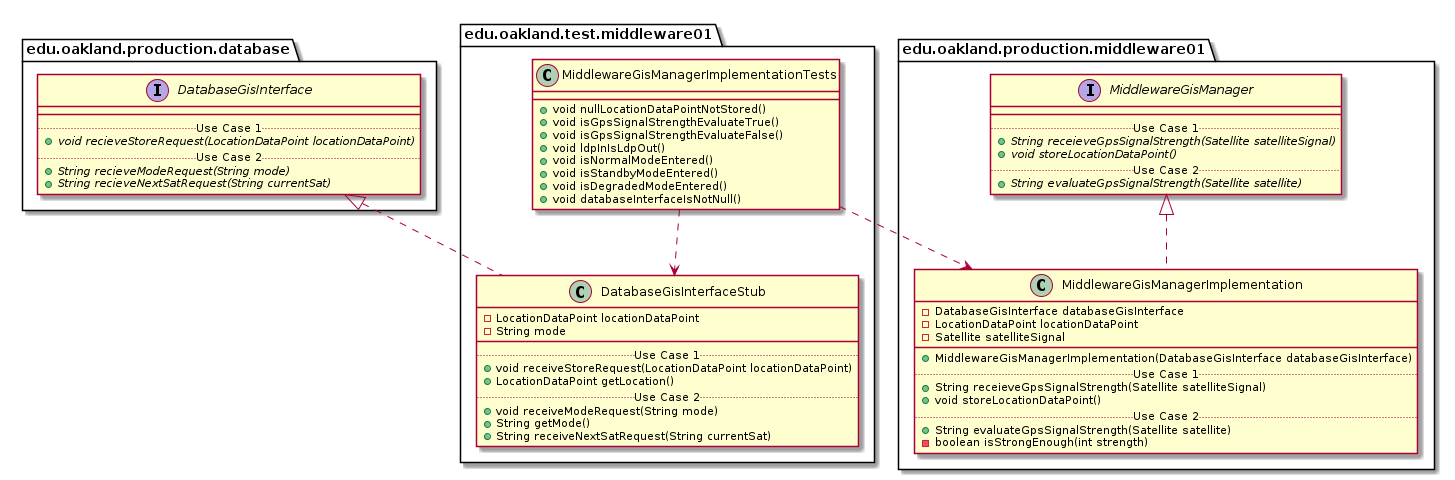 edu.oakland.production.database
I DatabaseGisInterface
Use Case 1
void recieveStoreRequest(LocationDataPoint locationDataPoint)
Use Case 2
String recieveModeRequest(String mode)
String recieveNextSatRequest(String currentSat)
edu.oakland.test.middleware01
C MiddlewareGisManagerImplementationTests
void nullLocationDataPointNotStored()
void isGpsSignalStrengthEvaluateTrue()
void isGpsSignalStrengthEvaluateFalse()
void ldpInIsLdpOut()
void isNormalModeEntered()
void isStandbyModeEntered()
void isDegradedModeEntered()
void databaseInterfaceIsNotNull()
C DatabaseGisInterfaceStub
LocationDataPoint locationDataPoint
String mode
Use Case 1
void receiveStoreRequest(LocationDataPoint locationDataPoint)
LocationDataPoint getLocation()
Use Case 2
void receiveModeRequest(String mode)
String getMode()
String receiveNextSatRequest(String currentSat)
edu.oakland.production.middleware01
I MiddlewareGisManager
Use Case 1
String receieveGpsSignalStrength(Satellite satelliteSignal)
void storeLocationDataPoint()
Use Case 2
String evaluateGpsSignalStrength(Satellite satellite)
C MiddlewareGisManagerImplementation
DatabaseGisInterface databaseGisInterface
LocationDataPoint locationDataPoint
Satellite satelliteSignal
MiddlewareGisManagerImplementation(DatabaseGisInterface databaseGisInterface)
Use Case 1
String receieveGpsSignalStrength(Satellite satelliteSignal)
void storeLocationDataPoint()
Use Case 2
String evaluateGpsSignalStrength(Satellite satellite)
boolean isStrongEnough(int strength)